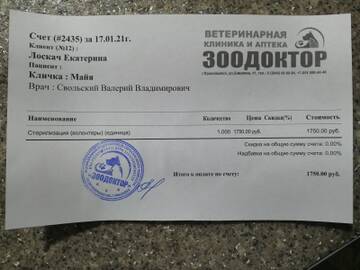 Счет (#2435) за 17.01.21г.
Клиент (№12) :
Лоскач Екатерина
Пациент :
Кличка : Майя
Врач : Свольский Валерий Владимирович
ВЕТЕРИНАРНАЯ
КЛИНИКА И АПТЕКА
ЗООДОКТОР
Наименование Количество Цена Скидка(%) Стоимость
Стерилизация (волонтеры) (единица) 1.000 1750.00 руб. 1750.00 руб.
Скидка на общую сумму счета: 0.00%
Надбавка на общую сумму счета: 0.00%
Итого к оплате по счету: 1750.00 руб.
ЗООДОКТОР